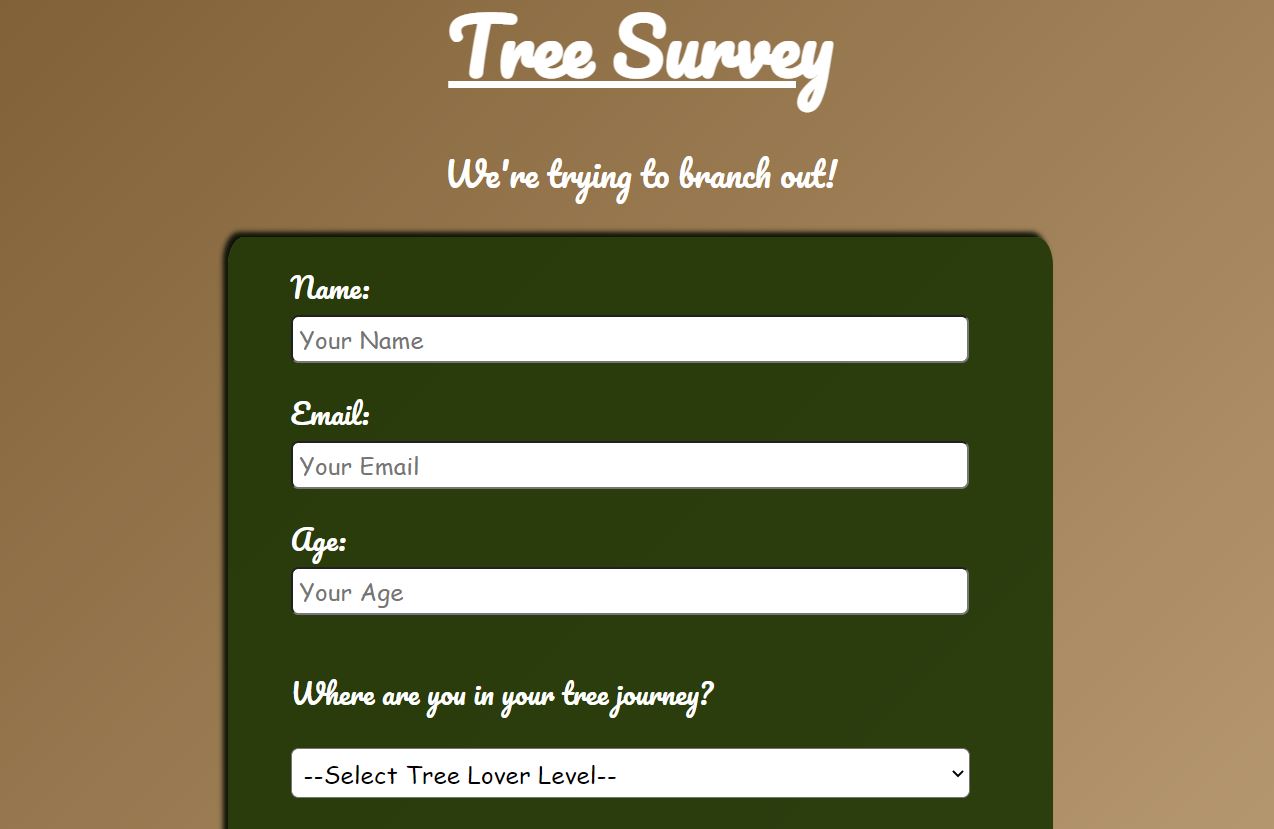 Tree Survey
We're trying to branch out!
Name:
Your Name
Email:
Your Email
Age:
Your Age
Where are you in your tree journey?
--Select Tree Lover Level--